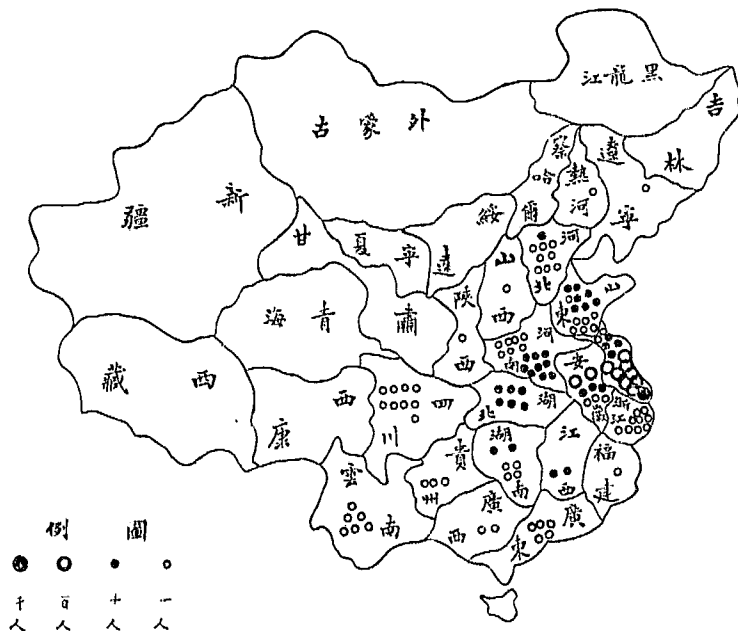 黑龍江
吉林
遼寧
外蒙古
熱河
察哈爾
綏遠
寧夏
甘肅
新疆
青海
西藏
西康
陝西
山西
河北
山東
河南
安徽
浙江
江西
福建
湖北
湖南
四川
貴州
雲南
廣西
廣東
圖例
一人
十人
百人
千人